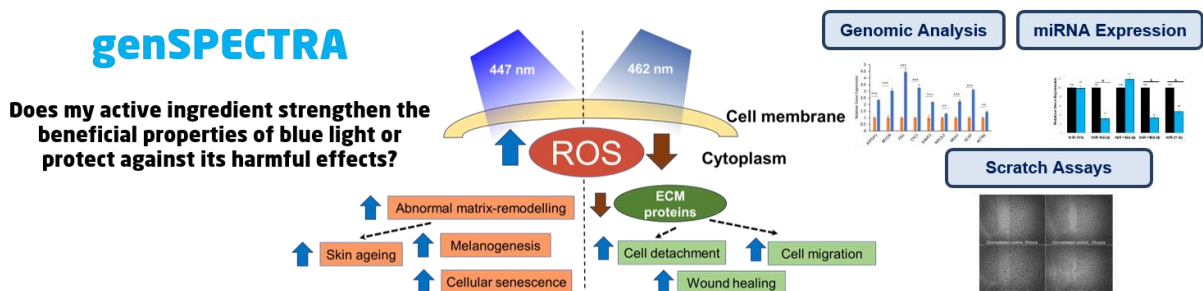 genSPECTRA
Does my active ingredient strengthen the
beneficial properties of blue light or
protect against its harmful effects?
447 nm
462 nm
Cell membrane
ROS
Cytoplasm
Abnormal matrix-remodelling
Skin ageing
Melanogenesis
Cellular senescence
ECM
proteins
Cell detachment
Cell migration
Wound healing
Genomic Analysis
miRNA Expression
Scratch Assays